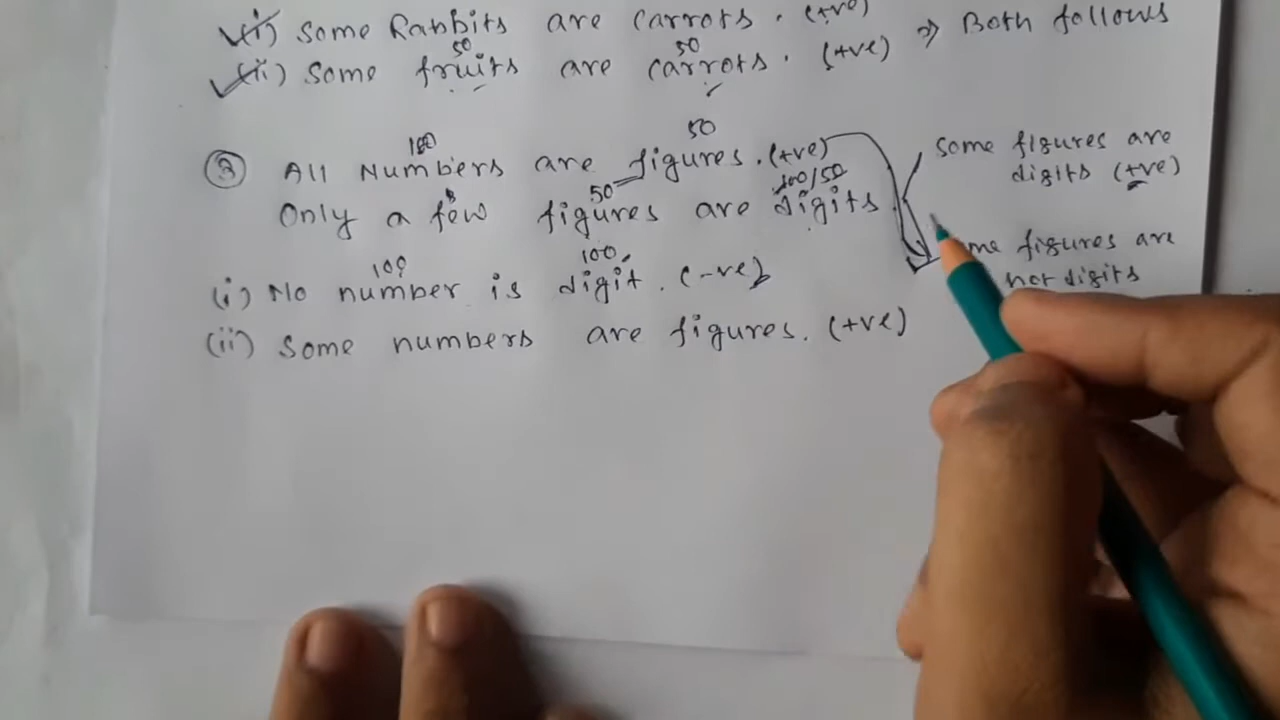 (i) Some Rabbits are carrots. (+ve)
50 50
(ii) Some fruits are carrots. (+ve) ⇒ Both follows
100 50
③ All Numbers are figures. (+ve)
50 100/50
Only a few figures are digits
Some figures are
digits (+ve)
figures are
not digits
100 100
(i) No number is digit. (-ve)
(ii) Some numbers are figures. (+ve)